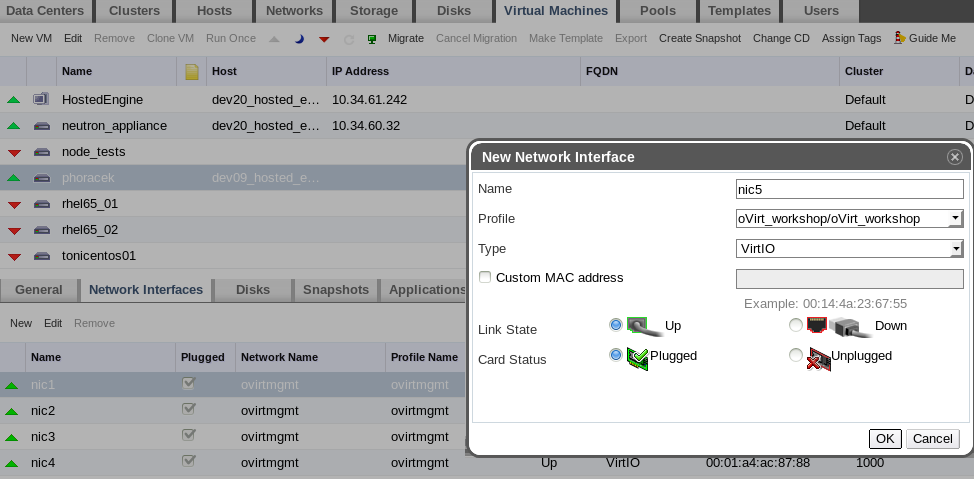 Data Centers Clusters Hosts Networks Storage Disks Virtual Machines Pools Templates Users
New VM Edit Remove Clone VM Run Once Migrate Cancel Migration Make Template Export Create Snapshot Change CD Assign Tags Guide Me
Name Host IP Address FQDN Cluster
HostedEngine dev20_hosted_e... 10.34.61.242 Default D
neutron_appliance dev20_hosted_e... 10.34.60.32 Default D
node_tests
phoracek dev09_hosted_e...
rhel65_01
rhel65_02
tonicentos01
General Network Interfaces Disks Snapshots Applications
New Edit Remove
Name Plugged Network Name Profile Name
nic1 ovirtmgmt ovirtmgmt
nic2 ovirtmgmt ovirtmgmt
nic3 ovirtmgmt ovirtmgmt
nic4 ovirtmgmt ovirtmgmt Up VirtIO 00:01:a4:ac:87:88 1000
New Network Interface
Name nic5
Profile oVirt_workshop/oVirt_workshop
Type VirtIO
Custom MAC address
Example: 00:14:4a:23:67:55
Link State Up Down
Card Status Plugged Unplugged
OK Cancel